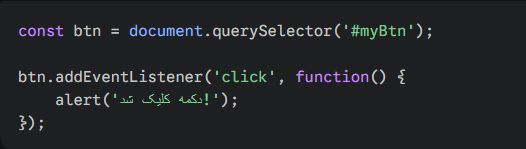 const btn = document.querySelector('#myBtn');
btn.addEventListener('click', function() {
alert('دکمه کلیک شد!');
});